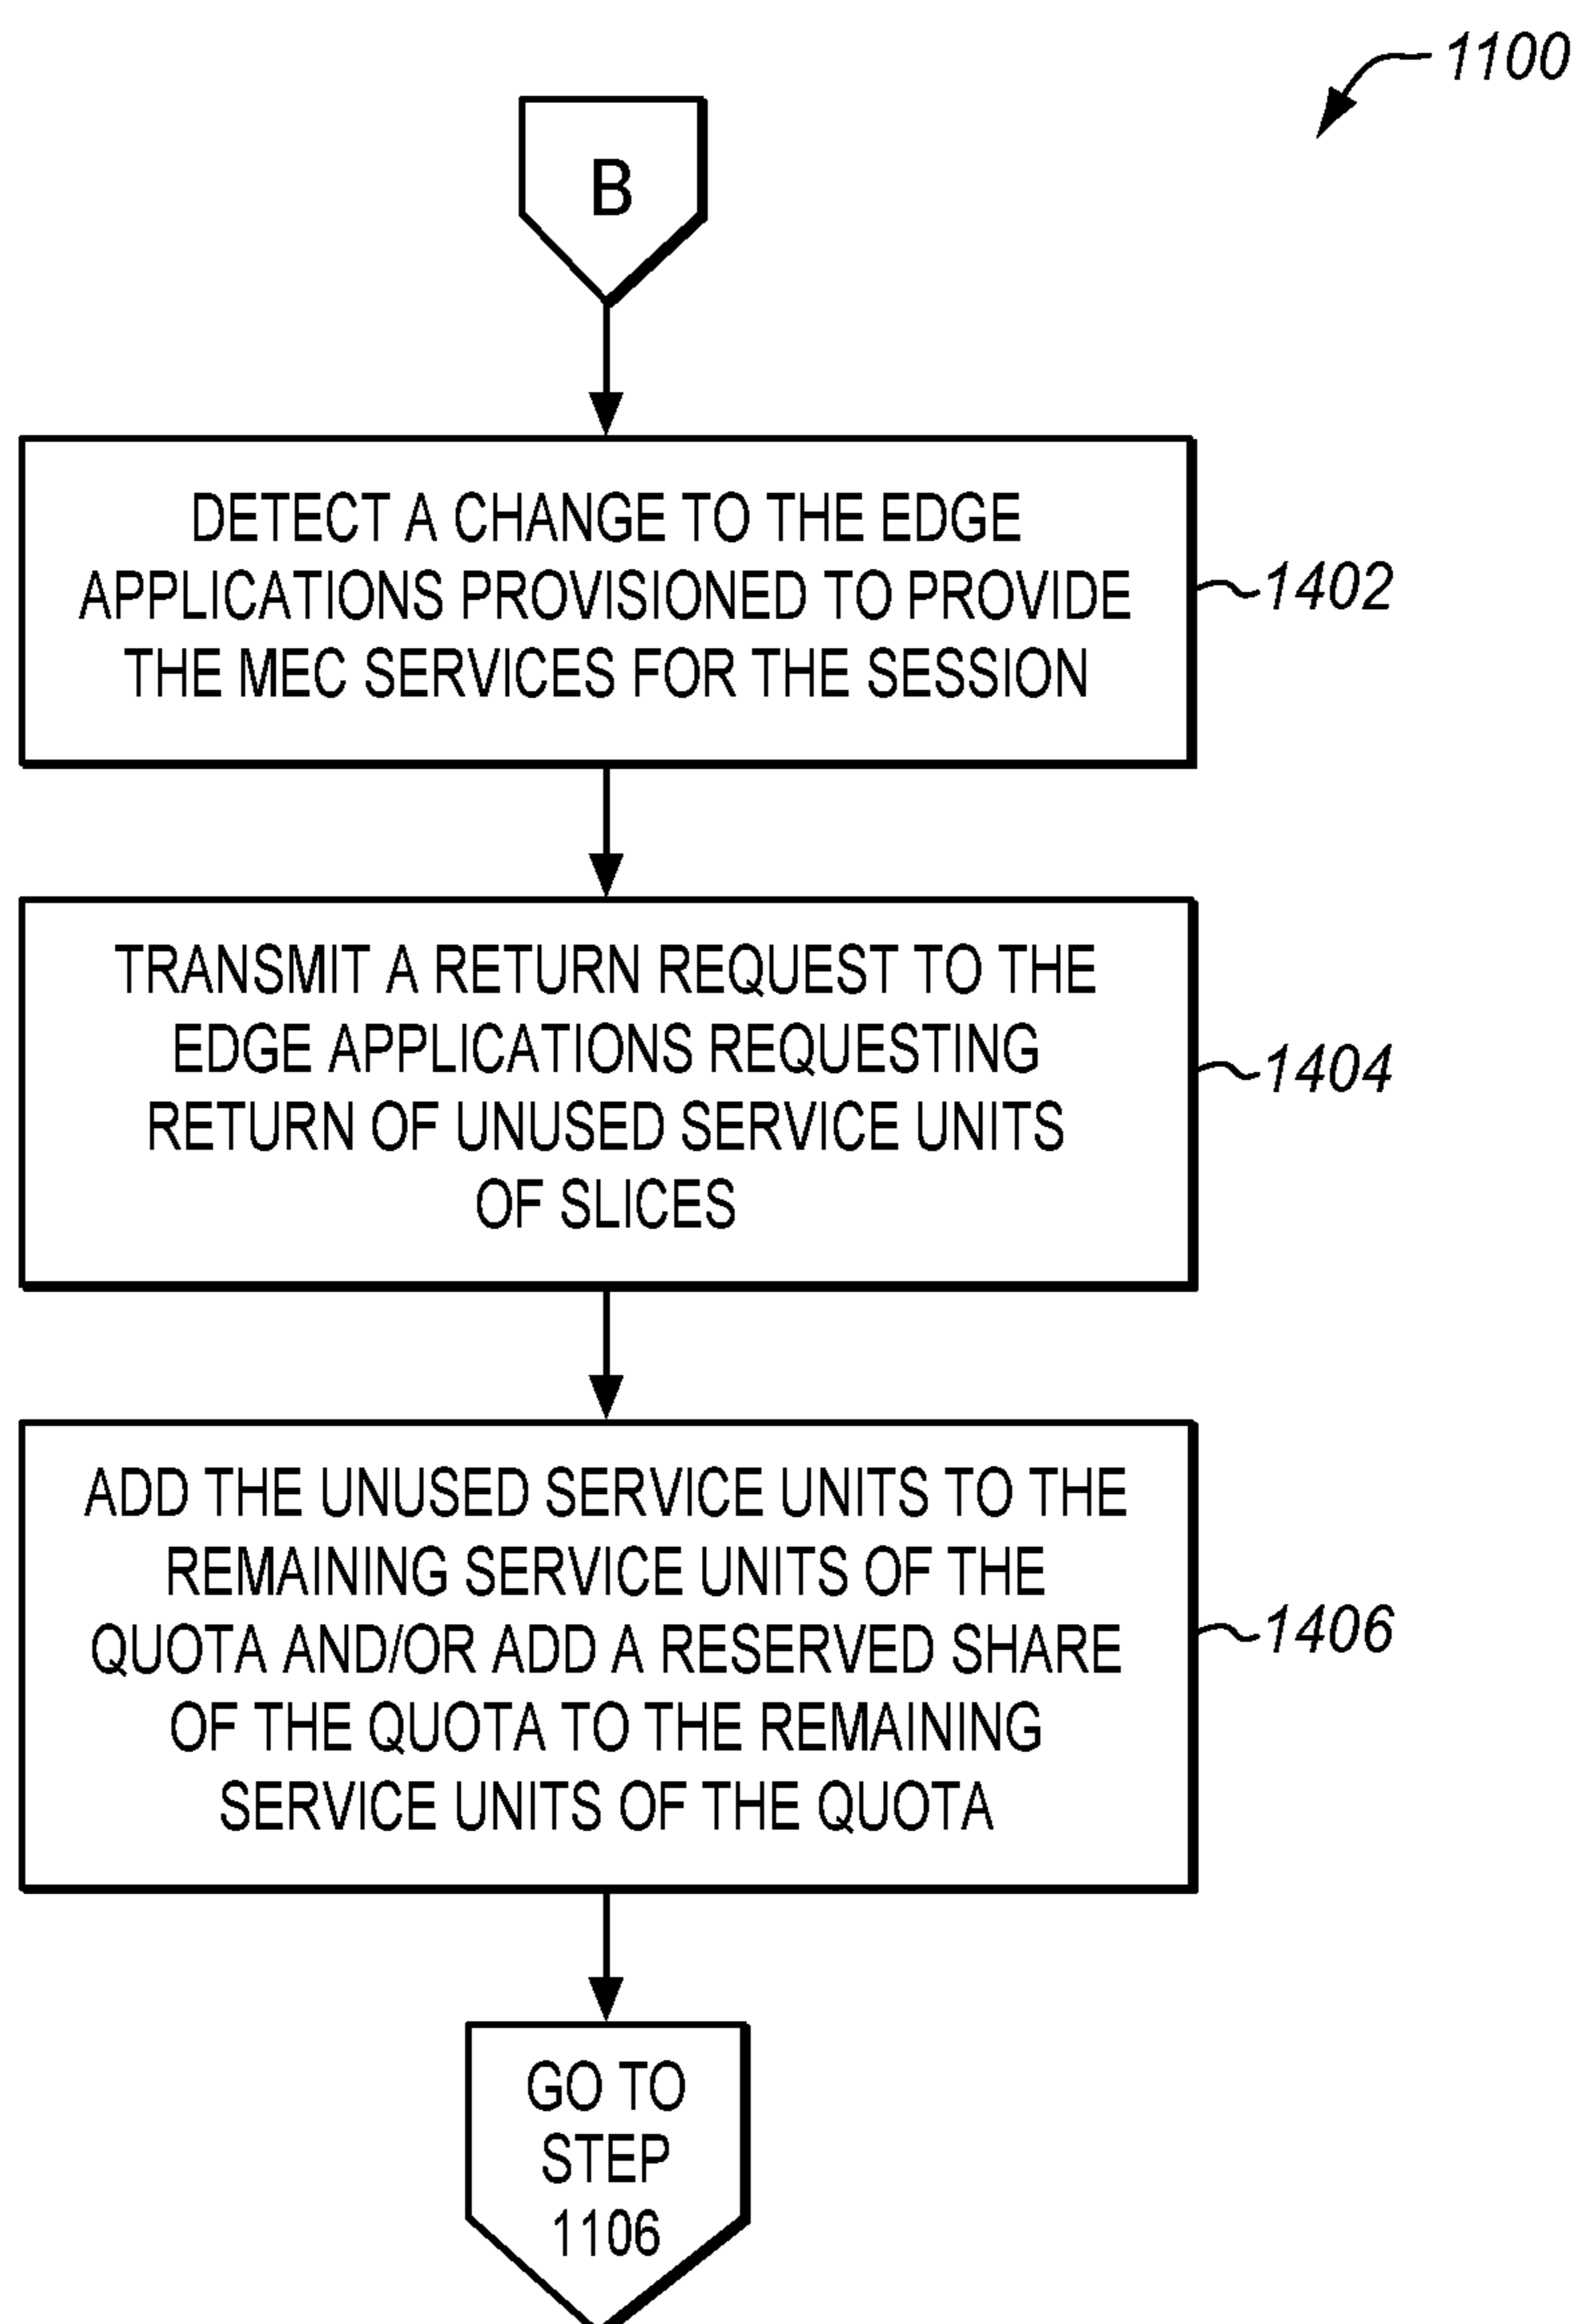 1100
B
DETECT A CHANGE TO THE EDGE
APPLICATIONS PROVISIONED TO PROVIDE
THE MEC SERVICES FOR THE SESSION
1402
TRANSMIT A RETURN REQUEST TO THE
EDGE APPLICATIONS REQUESTING
RETURN OF UNUSED SERVICE UNITS
OF SLICES
1404
ADD THE UNUSED SERVICE UNITS TO THE
REMAINING SERVICE UNITS OF THE
QUOTA AND/OR ADD A RESERVED SHARE
OF THE QUOTA TO THE REMAINING
SERVICE UNITS OF THE QUOTA
1406
GO TO
STEP
1106